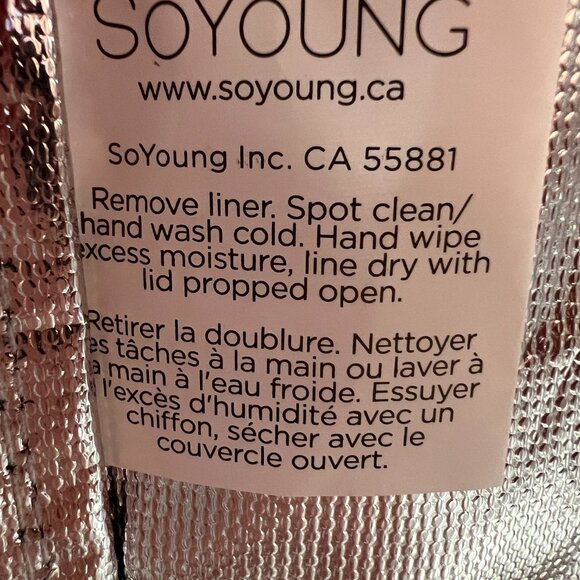 SOYOUNG
www.soyoung.ca
SoYoung Inc. CA 55881
Remove liner. Spot clean/
hand wash cold. Hand wipe
excess moisture, line dry with
lid propped open.
Retirer la doublure. Nettoyer
les tâches à la main ou laver à
la main à l'eau froide. Essuyer
l'excès d'humidité avec un
chiffon, sécher avec le
couvercle ouvert.